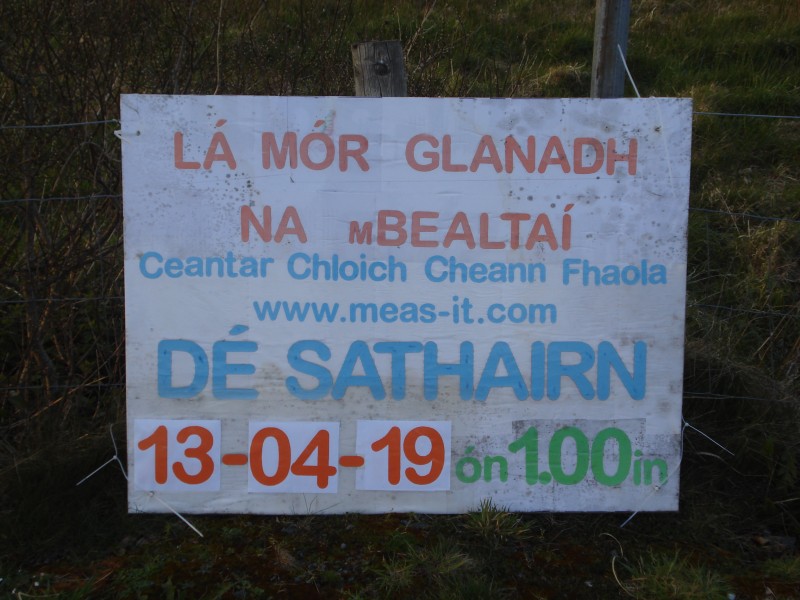 LÁ MÓR GLANADH
NA mBEALTAÍ
Ceantar Chloich Cheann Fhaola
www.meas-it.com
DÉ SATHAIRN
13-04-19 ón 1.00in